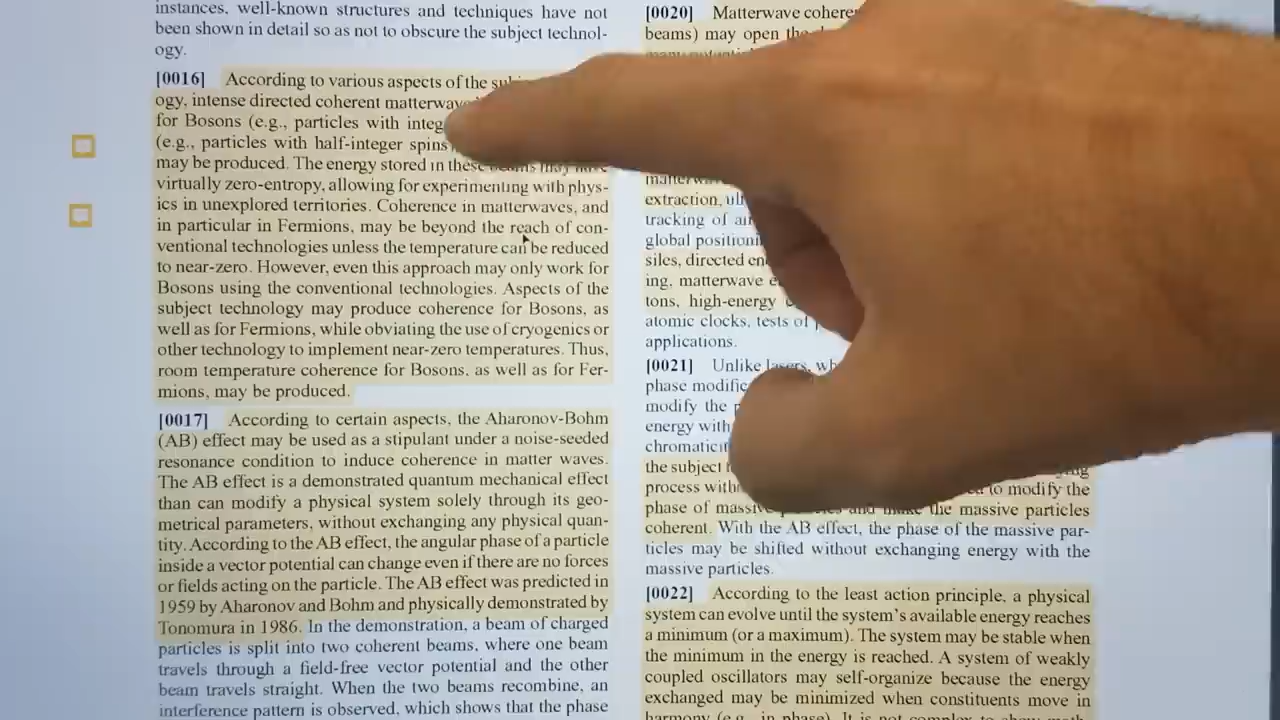 instances, well-known structures and techniques have not
been shown in detail so as not to obscure the subject technol-
ogy.
[0016] According to various aspects of the
ogy, intense directed coherent matterwave
for Bosons (e.g., particles with
(e.g., particles with half-integer spins
may be produced. The energy stored in these beams may have
virtually zero-entropy, allowing for experimenting with phys-
ics in unexplored territories. Coherence in matterwaves, and
in particular in Fermions, may be beyond the reach of con-
ventional technologies unless the temperature can be reduced
to near-zero. However, even this approach may only work for
Bosons using the conventional technologies. Aspects of the
subject technology may produce coherence for Bosons, as
well as for Fermions, while obviating the use of cryogenics or
other technology to implement near-zero temperatures. Thus,
room temperature coherence for Bosons, as well as for Fer-
mions, may be produced.
[0017] According to certain aspects, the Aharonov-Bohm
(AB) effect may be used as a stipulant under a noise-seeded
resonance condition to induce coherence in matter waves.
The AB effect is a demonstrated quantum mechanical effect
than can modify a physical system solely through its geo-
metrical parameters, without exchanging any physical quan-
tity. According to the AB effect, the angular phase of a particle
inside a vector potential can change even if there are no forces
or fields acting on the particle. The AB effect was predicted in
1959 by Aharonov and Bohm and physically demonstrated by
Tonomura in 1986. In the demonstration, a beam of charged
particles is split into two coherent beams, where one beam
travels through a field-free vector potential and the other
beam travels straight. When the two beams recombine, an
interference pattern is observed, which shows that the phase
[0020] Matterwave
beams) may open the
extraction,
tracking of
global
siles, directed
ing, matterwave
tons, high-energy
atomic clocks, tests of
applications.
[0021] Unlike lasers,
phase
modify the
energy with
the subject
process
to modify the
phase of massive particles and make the massive particles
coherent. With the AB effect, the phase of the massive par-
ticles may be shifted without exchanging energy with the
massive particles.
[0022] According to the least action principle, a physical
system can evolve until the system's available energy reaches
a minimum (or a maximum). The system may be stable when
the minimum in the energy is reached. A system of weakly
coupled oscillators may self-organize because the energy
exchanged may be minimized when constituents move in
harmony (e.g., in phase). It is not complex to show